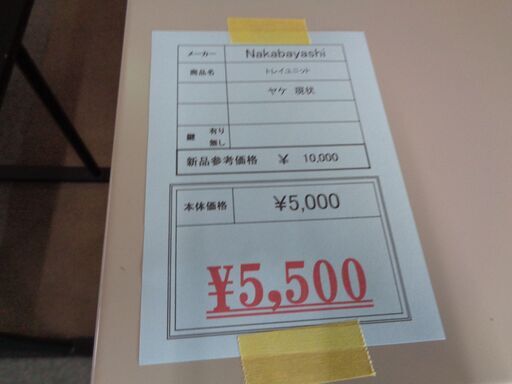 メーカー Nakabayashi
商品名 トレイユニット
ヤケ 現状
鍵 有り
無し
新品参考価格 ¥ 10,000
本体価格 ¥5,000
¥5,500